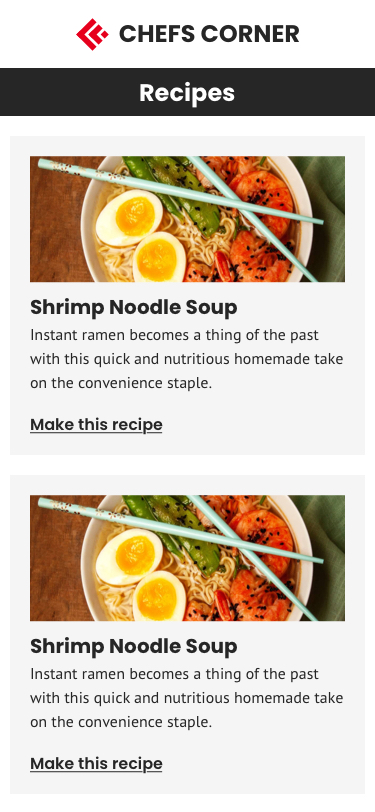 CHEFS CORNER
Recipes
Shrimp Noodle Soup
Instant ramen becomes a thing of the past
with this quick and nutritious homemade take
on the convenience staple.
Make this recipe
Shrimp Noodle Soup
Instant ramen becomes a thing of the past
with this quick and nutritious homemade take
on the convenience staple.
Make this recipe